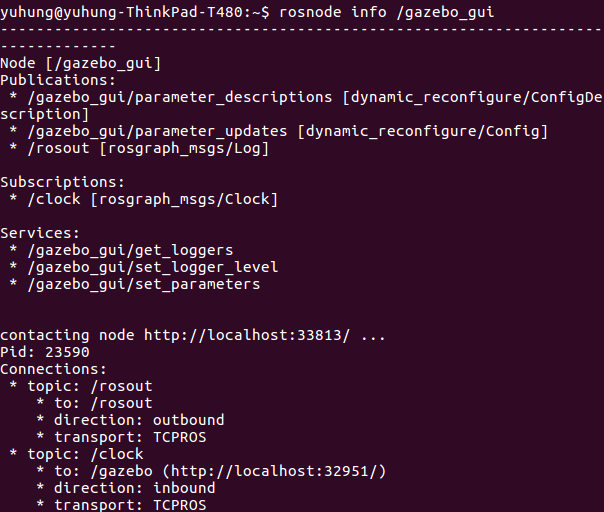 yuhung@yuhung-ThinkPad-T480:~$ rosnode info /gazebo_gui
--------------------------------------------------------------------
-------------
Node [/gazebo_gui]
Publications:
 * /gazebo_gui/parameter_descriptions [dynamic_reconfigure/ConfigDe
scription]
 * /gazebo_gui/parameter_updates [dynamic_reconfigure/Config]
 * /rosout [rosgraph_msgs/Log]

Subscriptions:
 * /clock [rosgraph_msgs/Clock]

Services:
 * /gazebo_gui/get_loggers
 * /gazebo_gui/set_logger_level
 * /gazebo_gui/set_parameters


contacting node http://localhost:33813/ ...
Pid: 23590
Connections:
 * topic: /rosout
    * to: /rosout
    * direction: outbound
    * transport: TCPROS
 * topic: /clock
    * to: /gazebo (http://localhost:32951/)
    * direction: inbound
    * transport: TCPROS